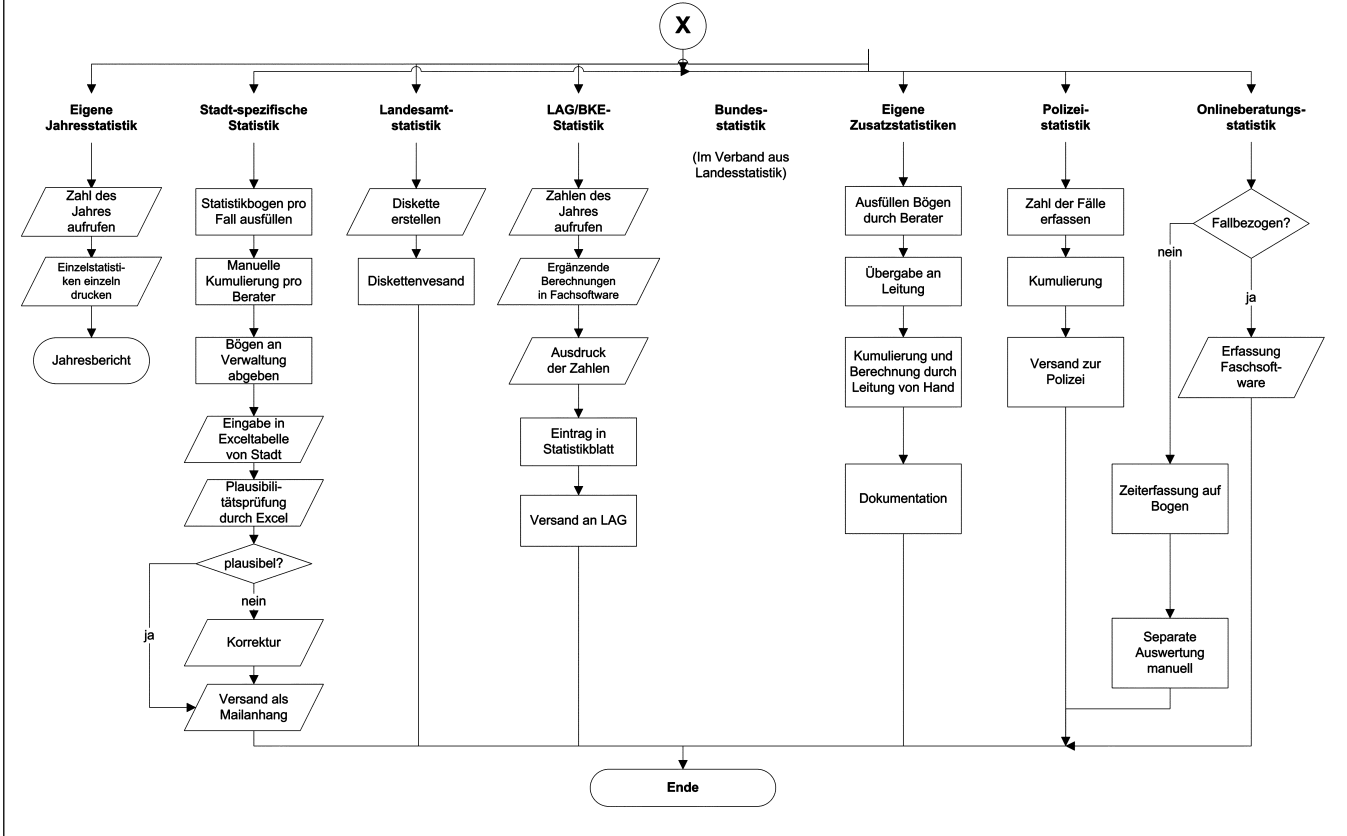 X
Eigene
Jahresstatistik
Zahl des
Jahres
aufrufen
Einzelstatisti-
ken einzeln
drucken
Jahresbericht
Stadt-spezifische
Statistik
Statistikbogen pro
Fall ausfüllen
Manuelle
Kumulierung pro
Berater
Bögen an
Verwaltung
abgeben
Eingabe in
Exceltabelle
von Stadt
Plausibili-
tätsprüfung
durch Excel
plausibel?
nein
ja
Korrektur
Versand als
Mailanhang
Landesamt-
statistik
Diskette
erstellen
Diskettenvesand
LAG/BKE-
Statistik
Zahlen des
Jahres
aufrufen
Ergänzende
Berechnungen
in Fachsoftware
Ausdruck
der Zahlen
Eintrag in
Statistikblatt
Versand an LAG
Bundes-
statistik
(Im Verband aus
Landesstatistik)
Eigene
Zusatzstatistiken
Ausfüllen Bögen
durch Berater
Übergabe an
Leitung
Kumulierung und
Berechnung durch
Leitung von Hand
Dokumentation
Polizei-
statistik
Zahl der Fälle
erfassen
Kumulierung
Versand zur
Polizei
Onlineberatungs-
statistik
Fallbezogen?
nein
ja
Erfassung
Faschsoft-
ware
Zeiterfassung auf
Bogen
Separate
Auswertung
manuell
Ende